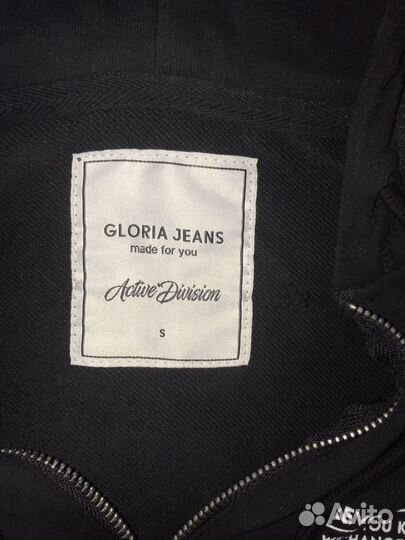 GLORIA JEANS
made for you
Active Division
S
Avito